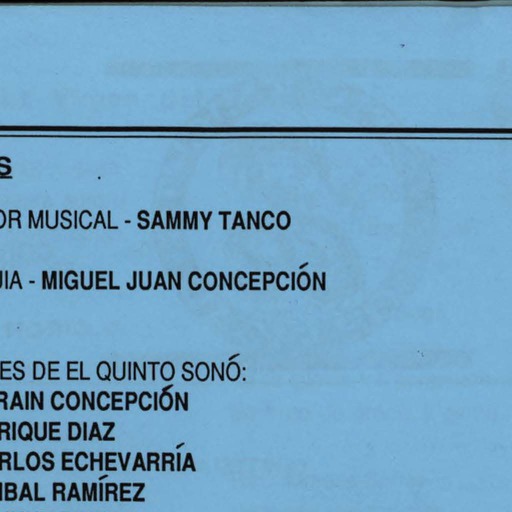 S
OR MUSICAL - SAMMY TANCO
UIA - MIGUEL JUAN CONCEPCIÓN
ES DE EL QUINTO SONÓ:
RAIN CONCEPCIÓN
RIQUE DIAZ
RLOS ECHEVARRÍA
IBAL RAMÍREZ